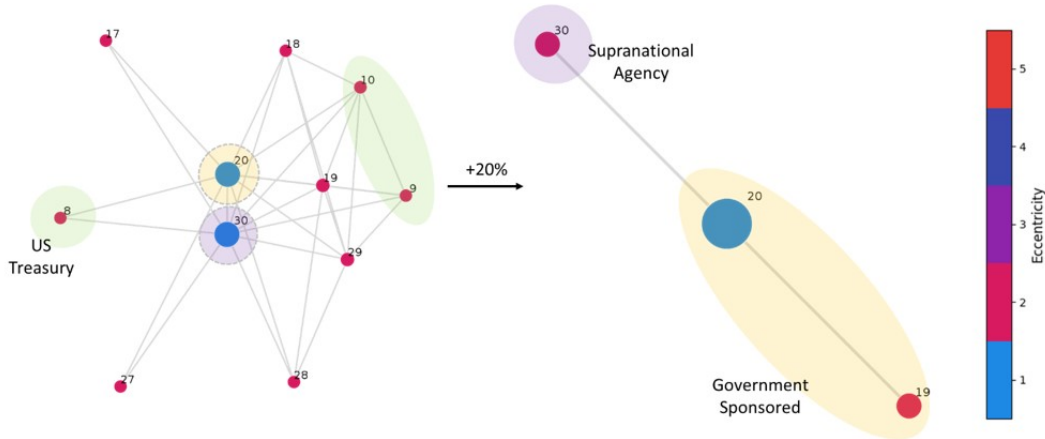 17
18
10
20
19
9
8
30
US
Treasury
29
27
28
+20%
30
Supranational
Agency
20
Government
Sponsored
19
5
4
3
2
1
Eccentricity